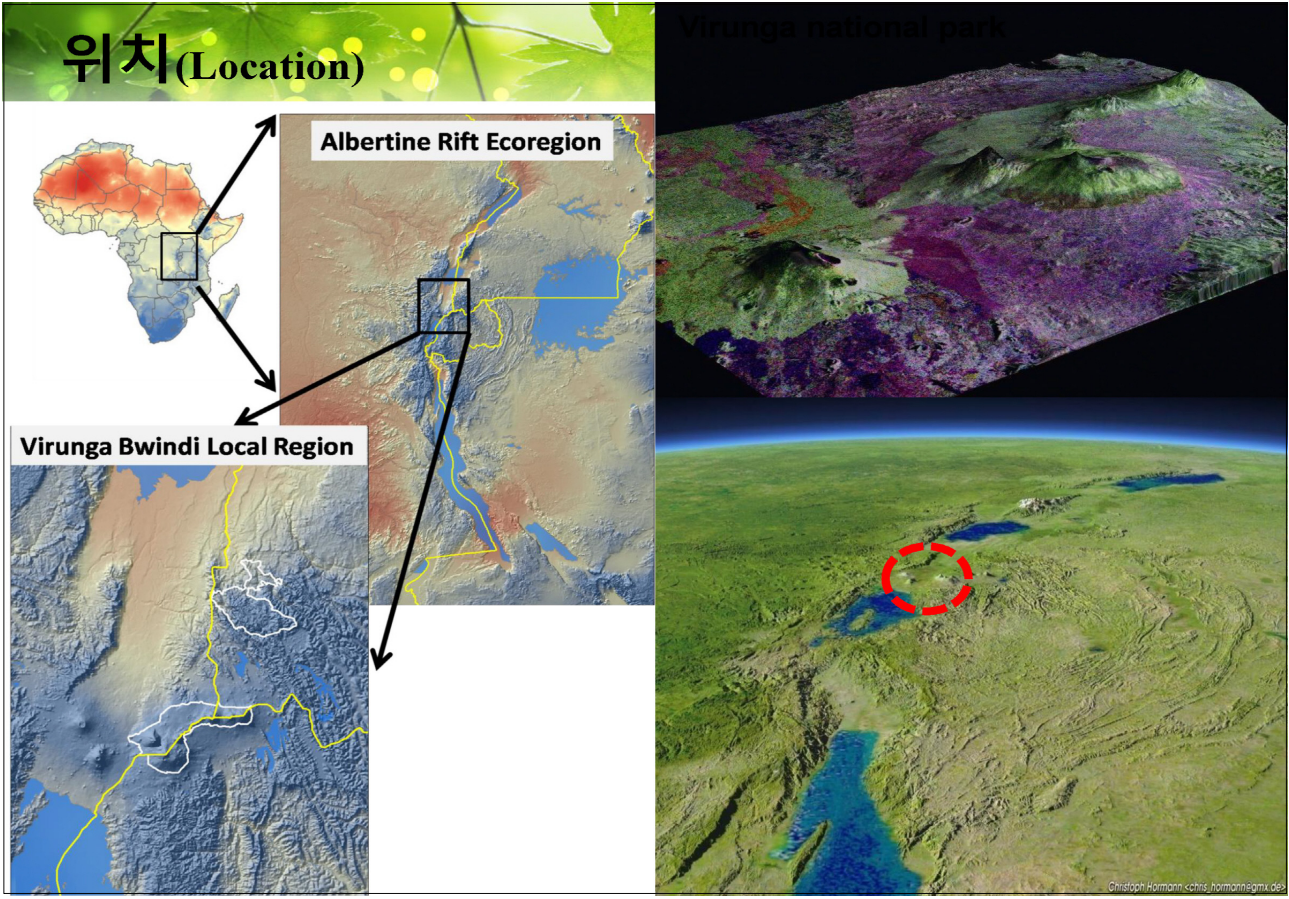 위치(Location)
Virunga national park
Albertine Rift Ecoregion
Virunga Bwindi Local Region
Christoph Hormann <chris_hormann@gmx.de>